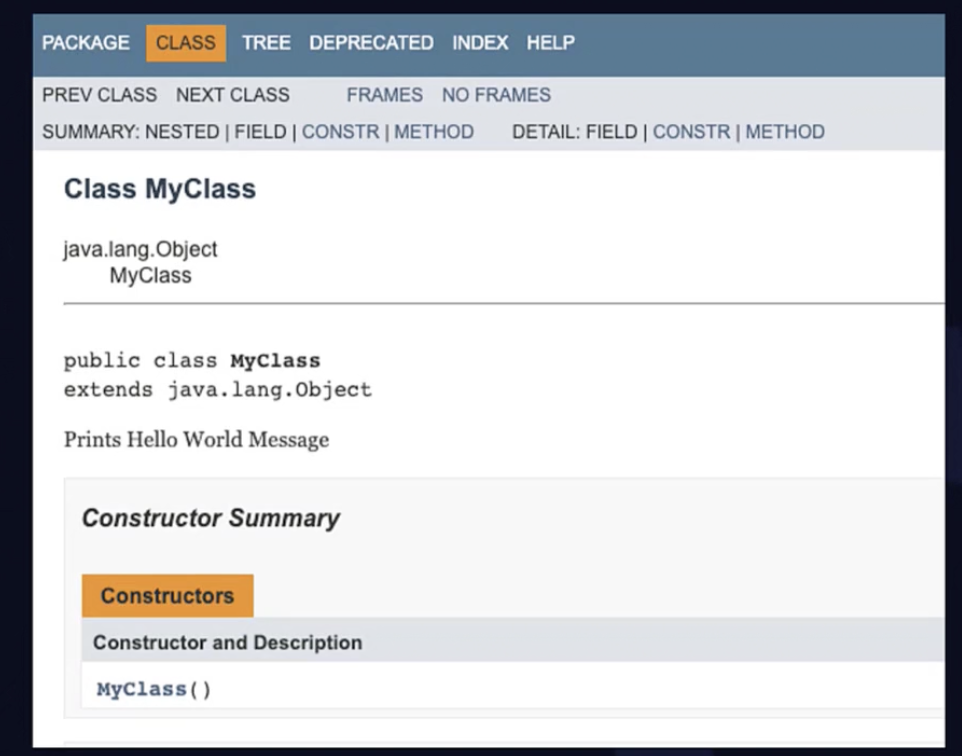 PACKAGE CLASS TREE DEPRECATED INDEX HELP
PREV CLASS NEXT CLASS FRAMES NO FRAMES
SUMMARY: NESTED | FIELD | CONSTR | METHOD DETAIL: FIELD | CONSTR | METHOD
Class MyClass
java.lang.Object
MyClass
public class MyClass
extends java.lang.Object
Prints Hello World Message
Constructor Summary
Constructors
Constructor and Description
MyClass()